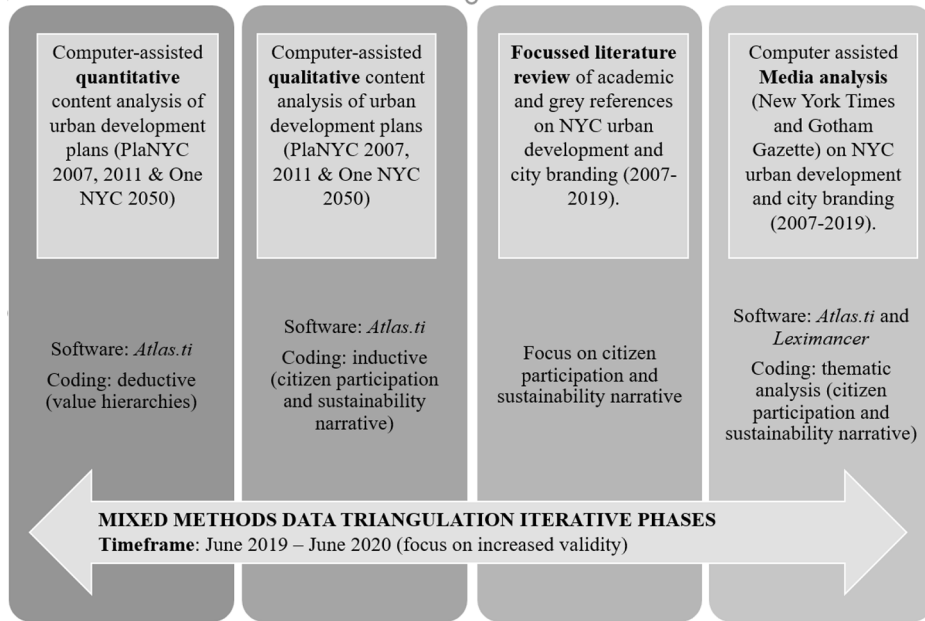 Computer-assisted
quantitative
content analysis of
urban development
plans (PlaNYC
2007, 2011 & One
NYC 2050)
Software: Atlas.ti
Coding: deductive
(value hierarchies)
Computer-assisted
qualitative content
analysis of urban
development plans
(PlaNYC 2007,
2011 & One NYC
2050)
Software: Atlas.ti
Coding: inductive
(citizen participation
and sustainability
narrative)
Focussed literature
review of academic
and grey references
on NYC urban
development and
city branding (2007-
2019).
Focus on citizen
participation and
sustainability narrative
Computer assisted
Media analysis
(New York Times
and Gotham
Gazette) on NYC
urban development
and city branding
(2007-2019).
Software: Atlas.ti and
Leximancer
Coding: thematic
analysis (citizen
participation and
sustainability narrative)
MIXED METHODS DATA TRIANGULATION ITERATIVE PHASES
Timeframe: June 2019 – June 2020 (focus on increased validity)